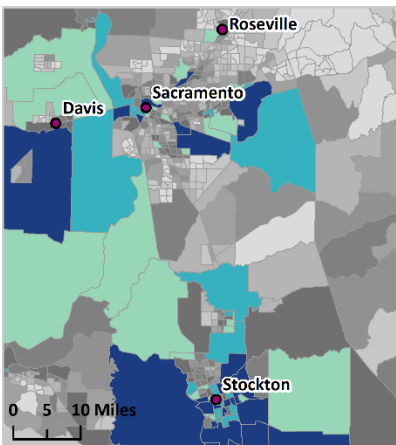 Roseville
Sacramento
Davis
Stockton
0 5 10 Miles